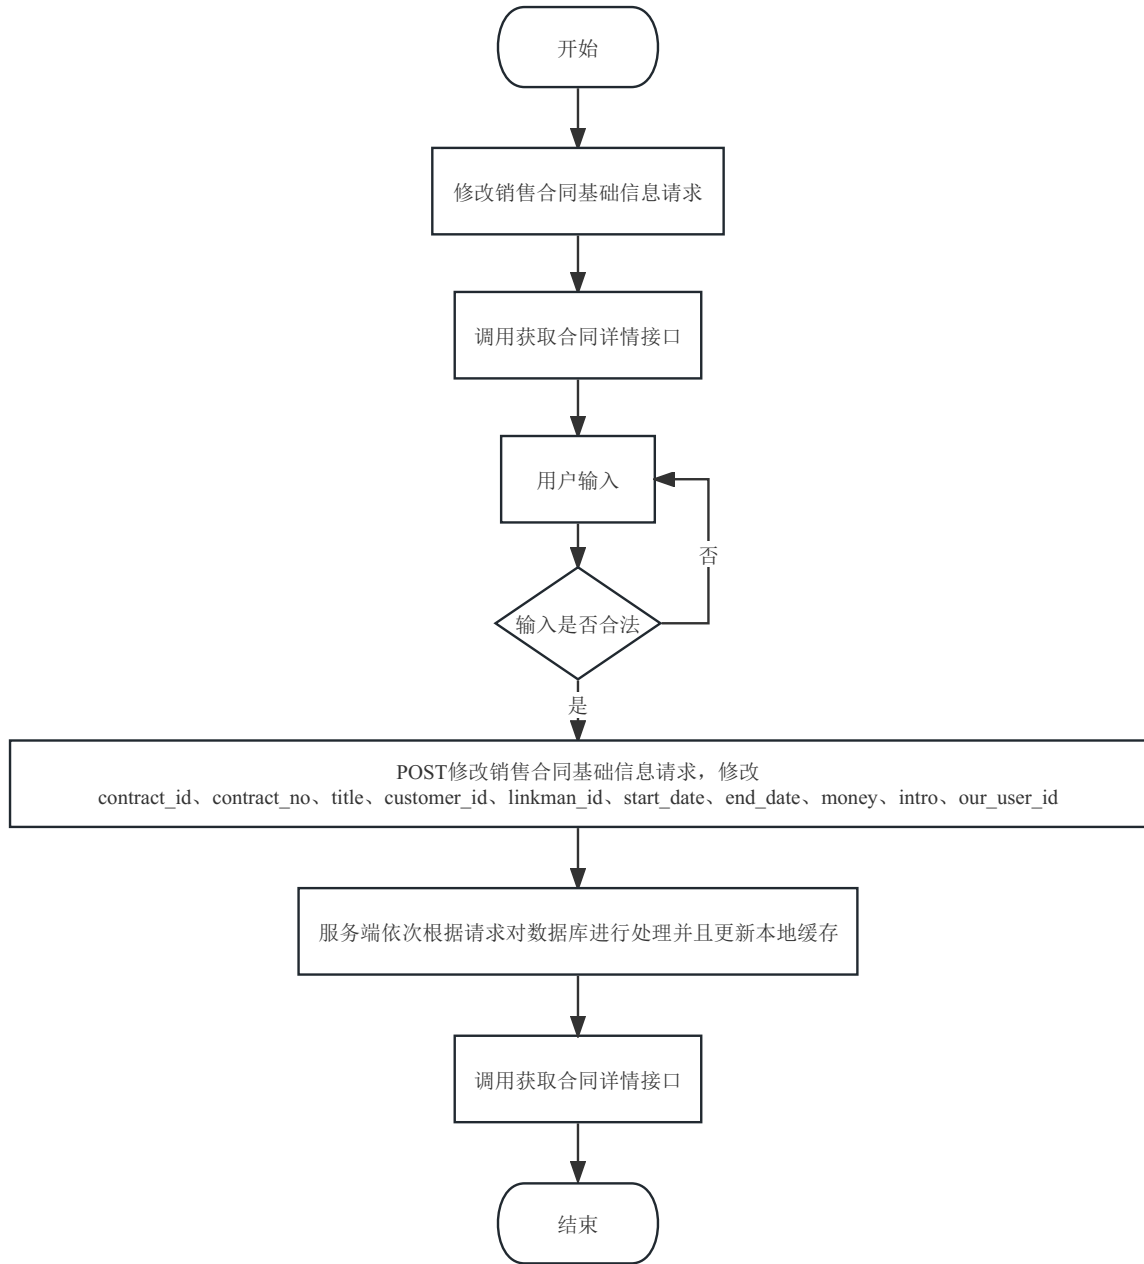 开始
修改销售合同基础信息请求
调用获取合同详情接口
用户输入
否
输入是否合法
是
POST修改销售合同基础信息请求，修改
contract_id、contract_no、title、customer_id、linkman_id、start_date、end_date、money、intro、our_user_id
服务端依次根据请求对数据库进行处理并且更新本地缓存
调用获取合同详情接口
结束